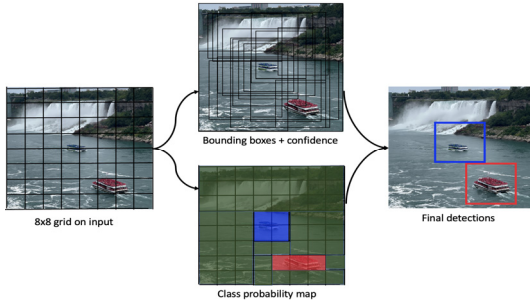 Bounding boxes + confidence
8x8 grid on input
Final detections
Class probability map